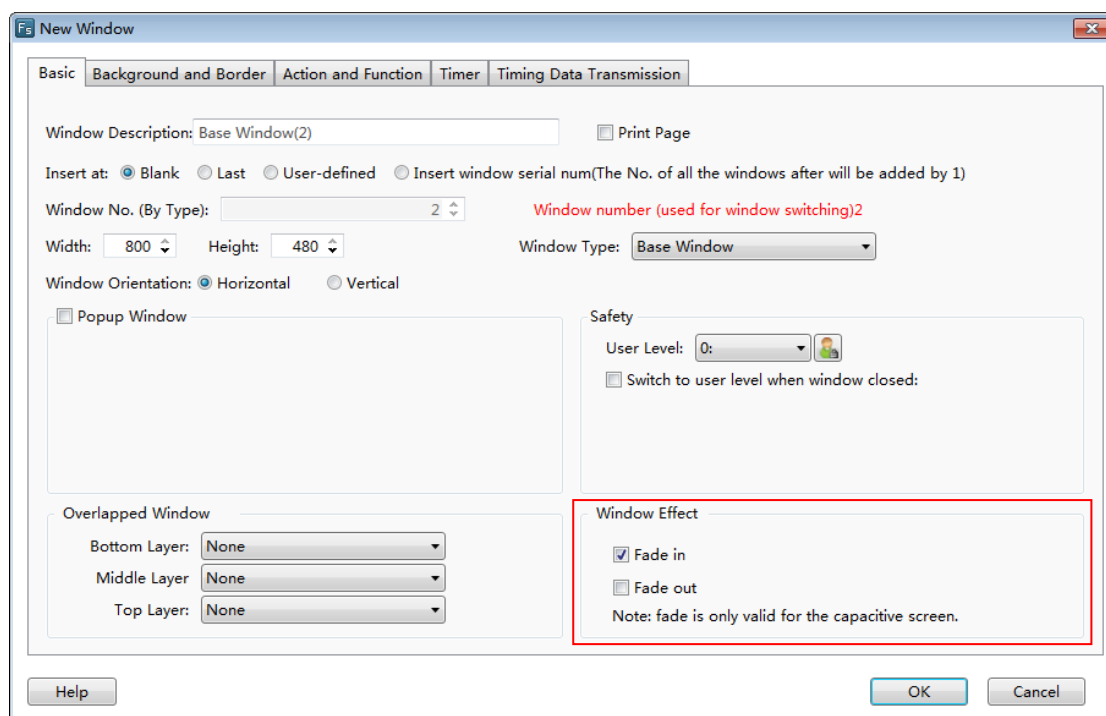 Fs New Window
Basic Background and Border Action and Function Timer Timing Data Transmission
Window Description: Base Window(2) Print Page
Insert at: Blank Last User-defined Insert window serial num(The No. of all the windows after will be added by 1)
Window No. (By Type): 2 Window number (used for window switching)2
Width: 800 Height: 480 Window Type: Base Window
Window Orientation: Horizontal Vertical
Popup Window
Safety
User Level: 0:
Switch to user level when window closed:
Overlapped Window
Bottom Layer: None
Middle Layer None
Top Layer: None
Window Effect
Fade in
Fade out
Note: fade is only valid for the capacitive screen.
Help OK Cancel